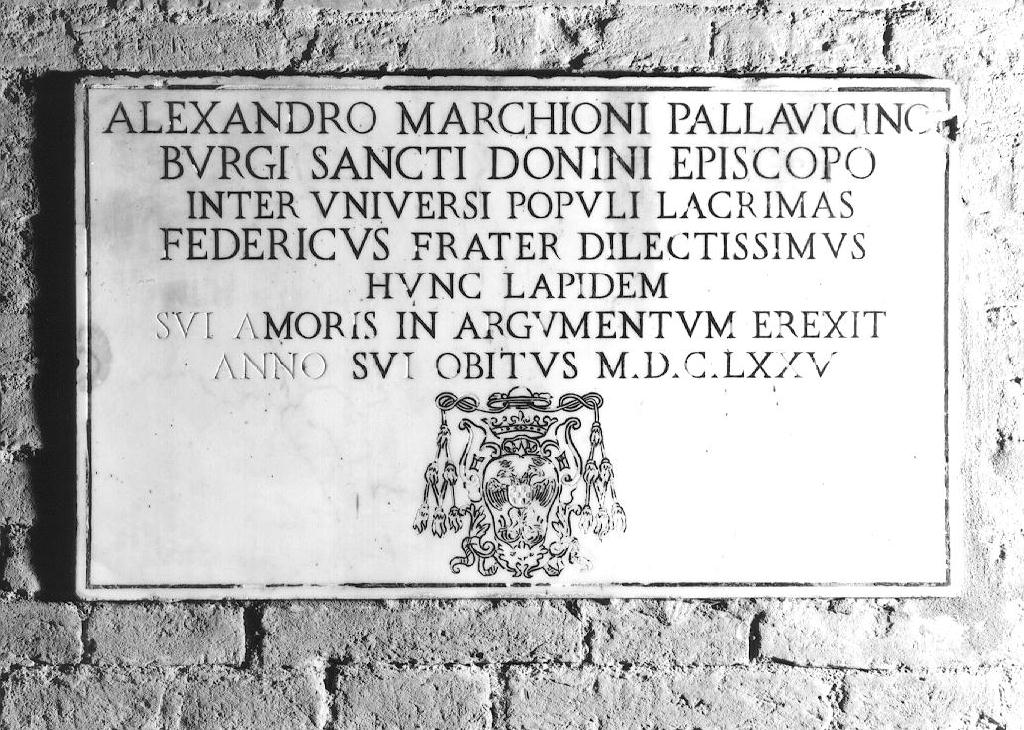 ALEXANDRO MARCHIONI PALLAVICINO
BVRGI SANCTI DONINI EPISCOPO
INTER VNIVERSI POPVLI LACRIMAS
FEDERICVS FRATER DILECTISSIMVS
HVNC LAPIDEM
SVI AMORIS IN ARGVMENTVM EREXIT
ANNO SVI OBITVS M.D.C.LXXV